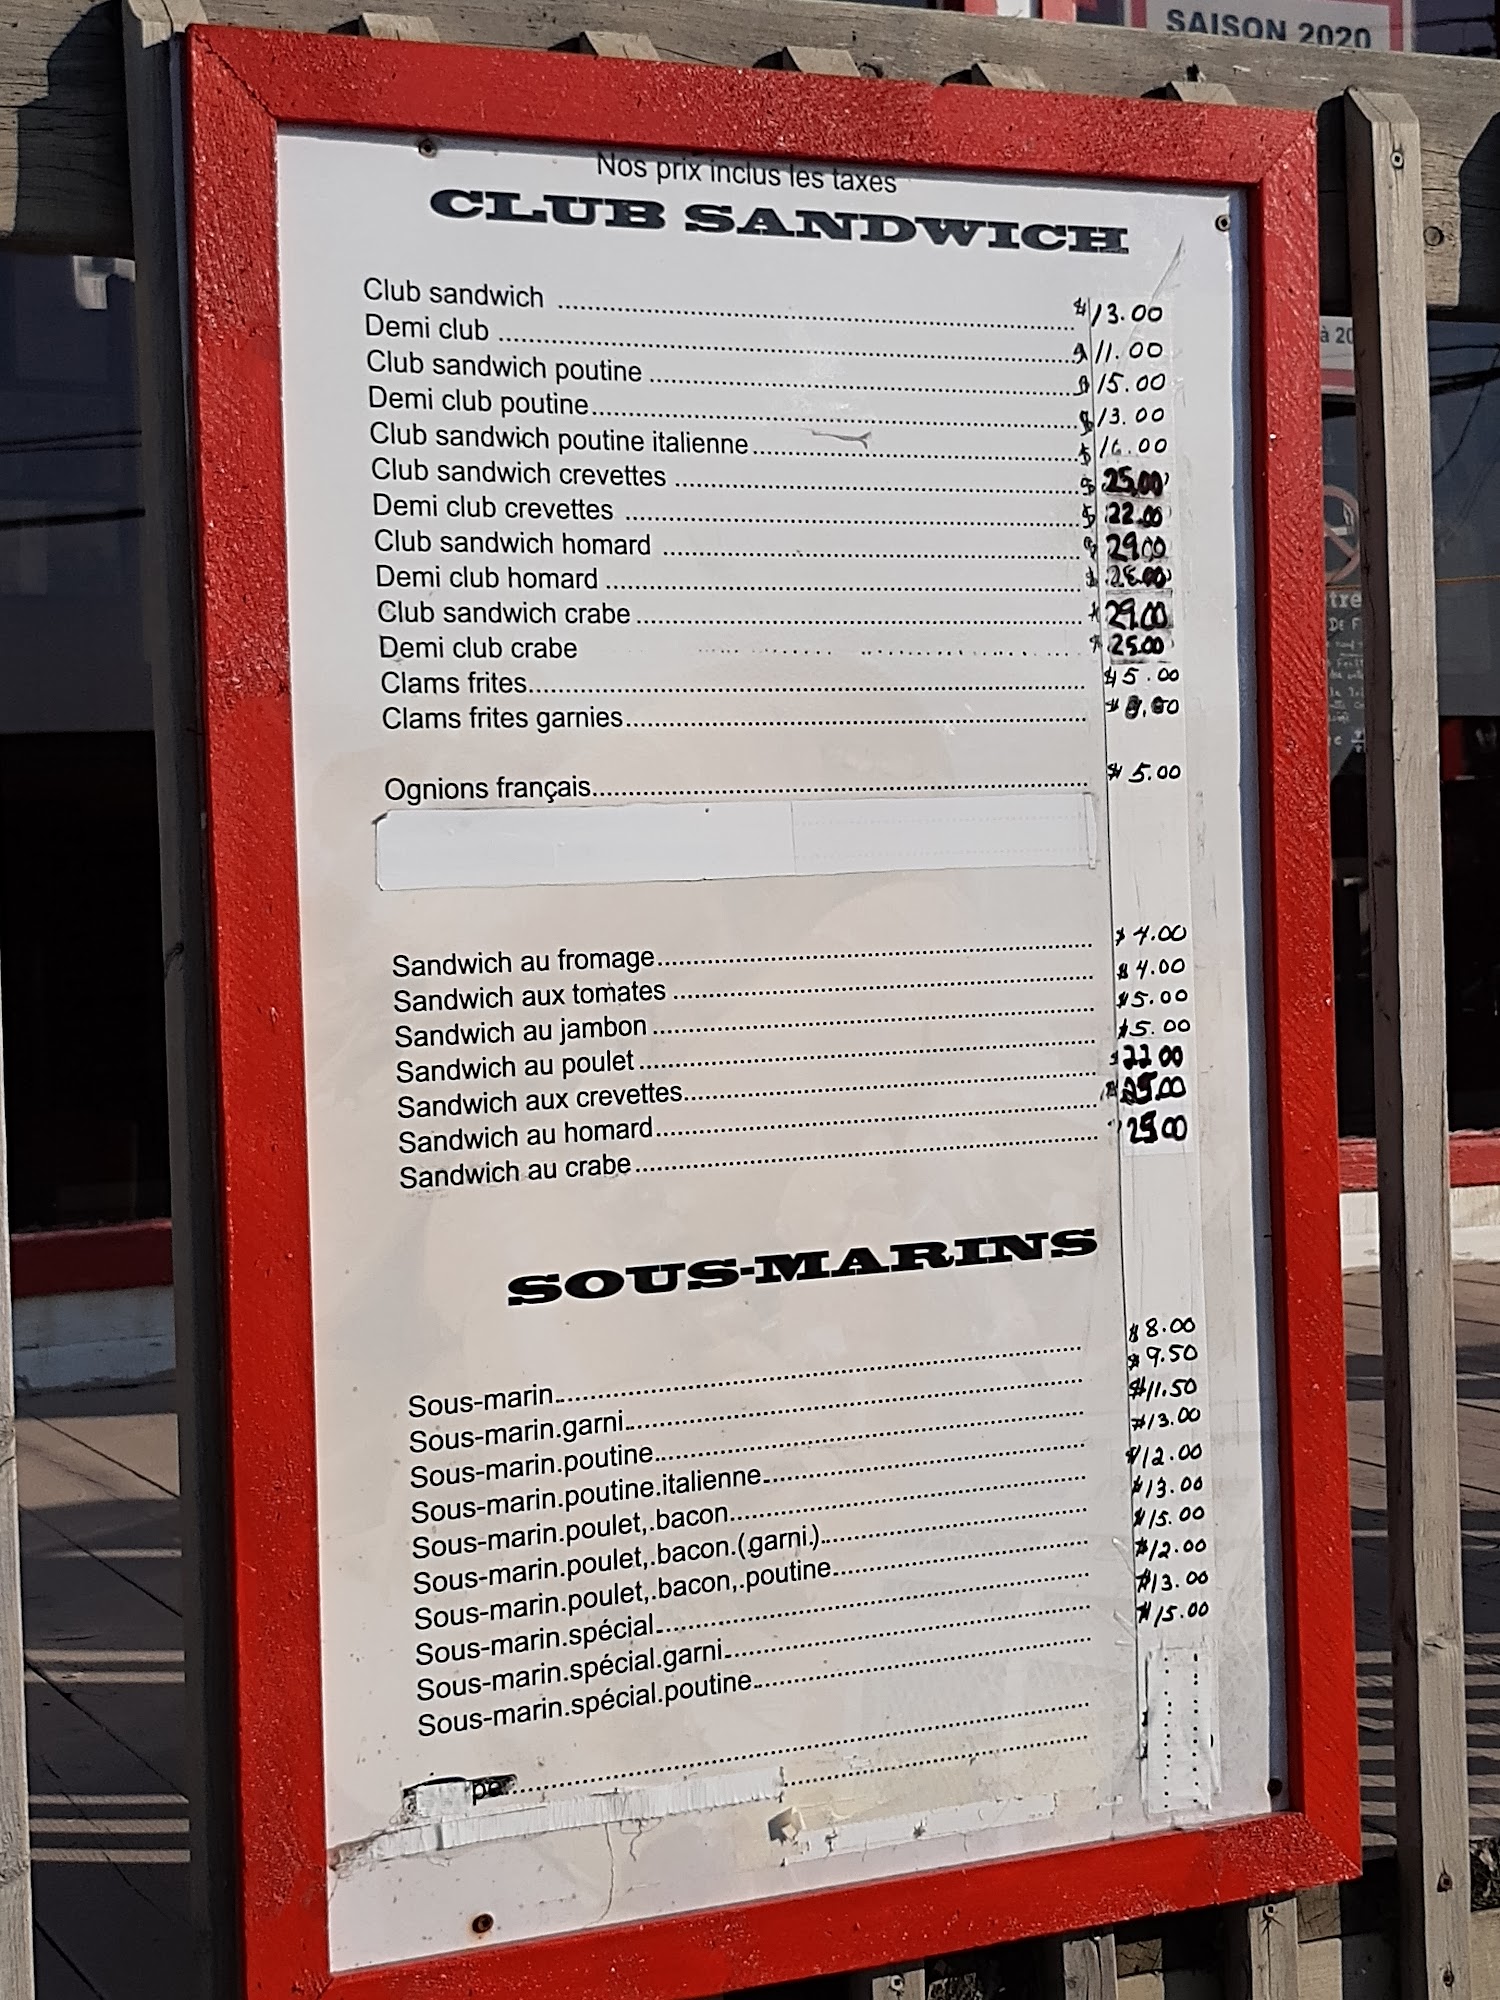 SAISON 2020
Nos prix inclus les taxes
CLUB SANDWICH
Club sandwich ........ $13.00
Demi club ........ $11.00
Club sandwich poutine ........ $15.00
Demi club poutine........ $13.00
Club sandwich poutine italienne........ $16.00
Club sandwich crevettes ........ $25.00
Demi club crevettes ........ $22.00
Club sandwich homard ........ $29.00
Demi club homard ........
Club sandwich crabe ........ $29.00
Demi club crabe ........ $25.00
Clams frites........ $5.00
Clams frites garnies........
Ognions français........ $5.00
Sandwich au fromage........ $4.00
Sandwich aux tomates ........ $4.00
Sandwich au jambon ........ $5.00
Sandwich au poulet ........ $5.00
Sandwich aux crevettes........ $22.00
Sandwich au homard........ $25.00
Sandwich au crabe ........ $25.00
SOUS-MARINS
Sous-marin........ $8.00
Sous-marin.garni........ $9.50
Sous-marin.poutine........ $11.50
Sous-marin.poutine.italienne........ $13.00
Sous-marin.poulet,.bacon........ $12.00
Sous-marin.poulet,.bacon.(garni.)........ $13.00
Sous-marin.poulet,.bacon,.poutine........ $15.00
Sous-marin.spécial........ $12.00
Sous-marin.spécial.garni........ $13.00
Sous-marin.spécial.poutine........ $15.00